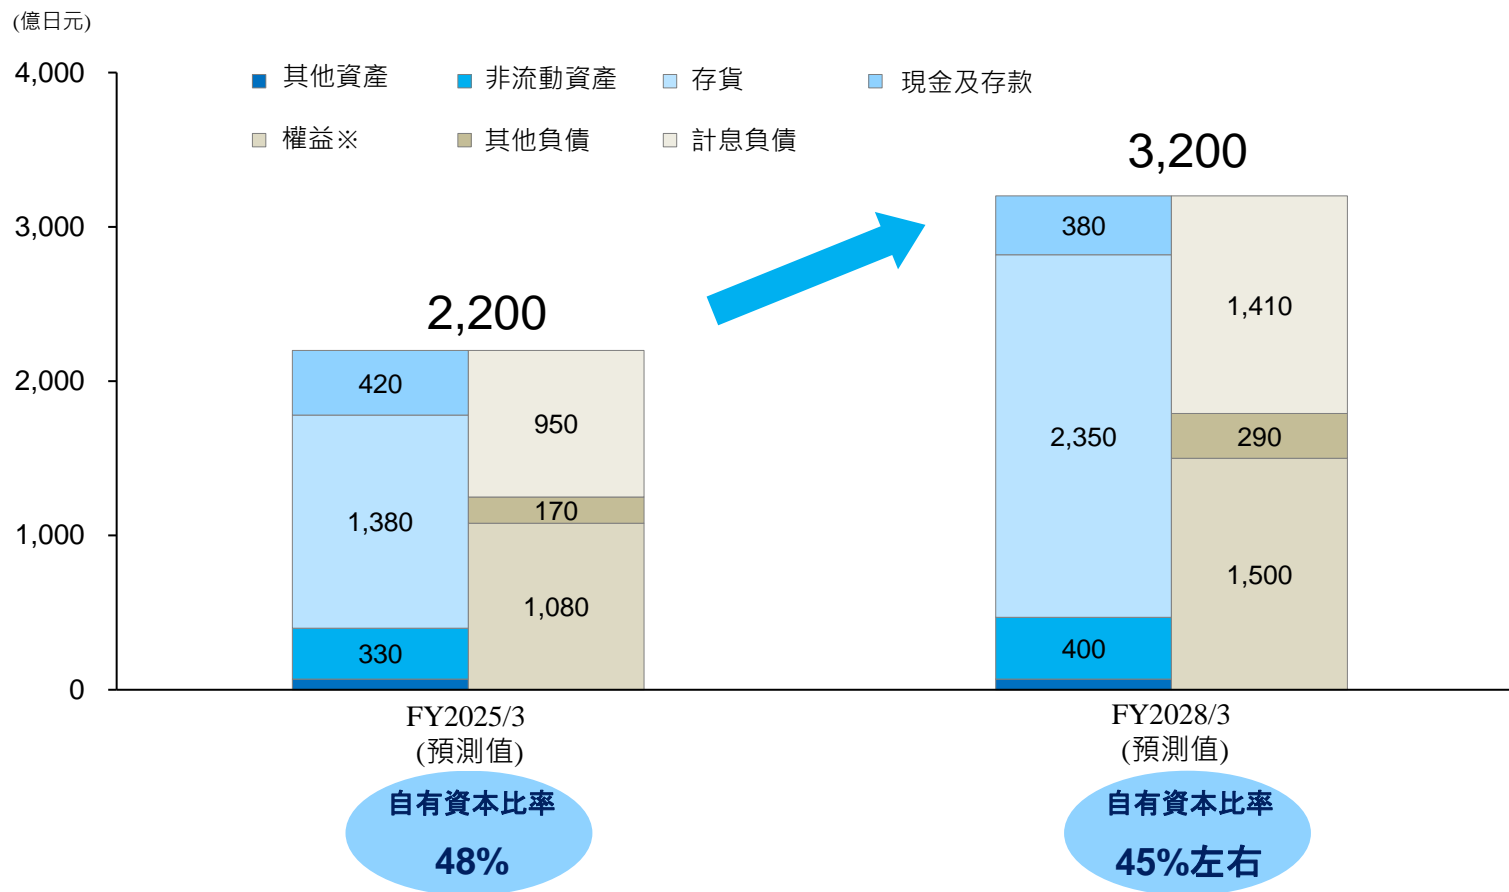 (億日元)
其他資產 非流動資產 存貨 現金及存款
權益※ 其他負債 計息負債
4,000
3,000
2,000
1,000
0
2,200
420
950
1,380
170
1,080
330
3,200
380
1,410
2,350
290
1,500
400
FY2025/3
(預測值)
自有資本比率
48%
FY2028/3
(預測值)
自有資本比率
45%左右